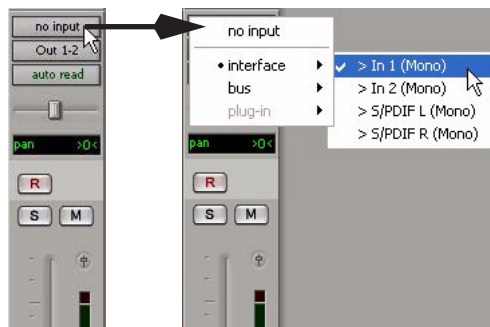 no input
Out 1-2
auto read
pan >0<
R
S M
no input
• interface
bus
plug-in
✓ > In 1 (Mono)
> In 2 (Mono)
> S/PDIF L (Mono)
> S/PDIF R (Mono)
pan >0<
R
S M